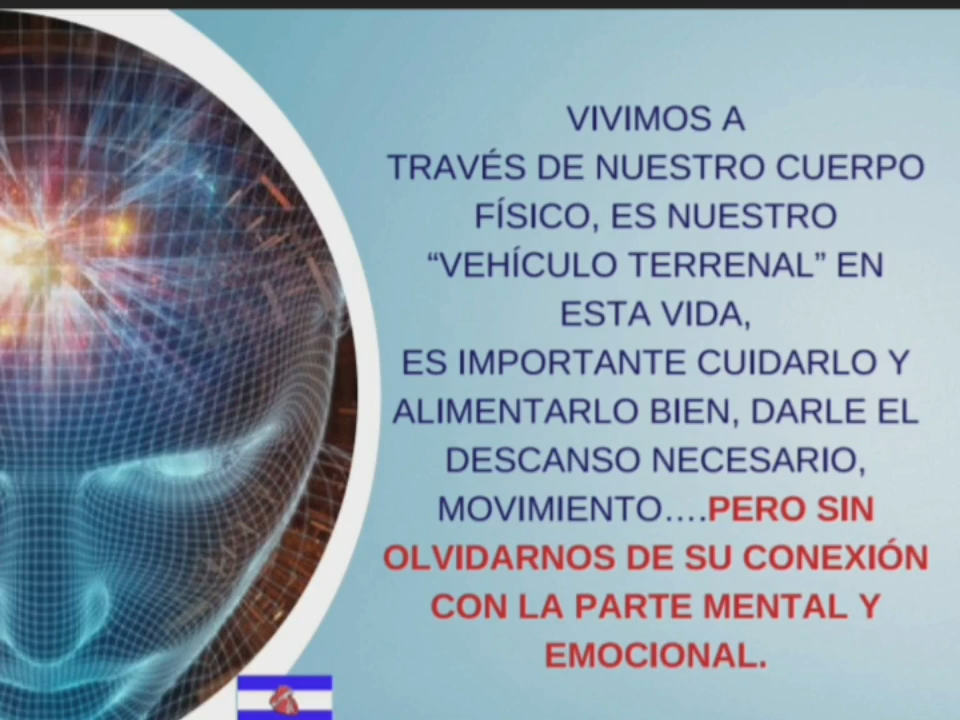 VIVIMOS A
TRAVÉS DE NUESTRO CUERPO
FÍSICO, ES NUESTRO
“VEHÍCULO TERRENAL” EN
ESTA VIDA,
ES IMPORTANTE CUIDARLO Y
ALIMENTARLO BIEN, DARLE EL
DESCANSO NECESARIO,
MOVIMIENTO....PERO SIN
OLVIDARNOS DE SU CONEXIÓN
CON LA PARTE MENTAL Y
EMOCIONAL.